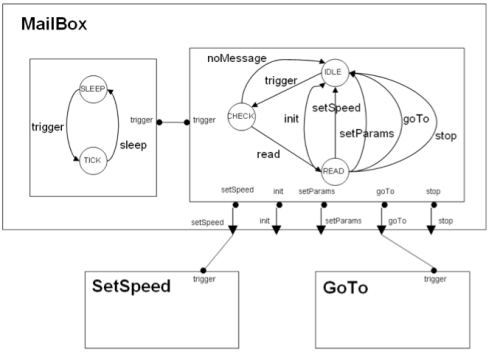 MailBox
noMessage
SLEEP
IDLE
trigger
trigger
trigger
trigger
CHECK
init
setSpeed
goTo
setParams
stop
sleep
TICK
read
READ
setSpeed
init
setParams
goTo
stop
setSpeed
init
setParams
goTo
stop
trigger
trigger
SetSpeed
GoTo